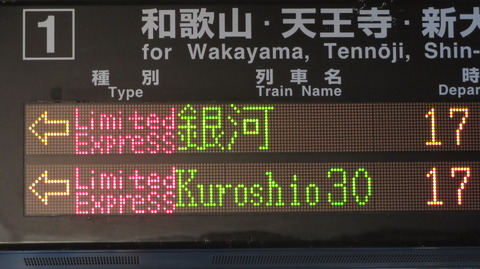 1 和歌山・天王寺・新大
for Wakayama, Tennōji, Shin-
種別 列車名 時
Type Train Name Depar
← Limited Express 銀河 17
← Limited Express Kuroshio 30 17